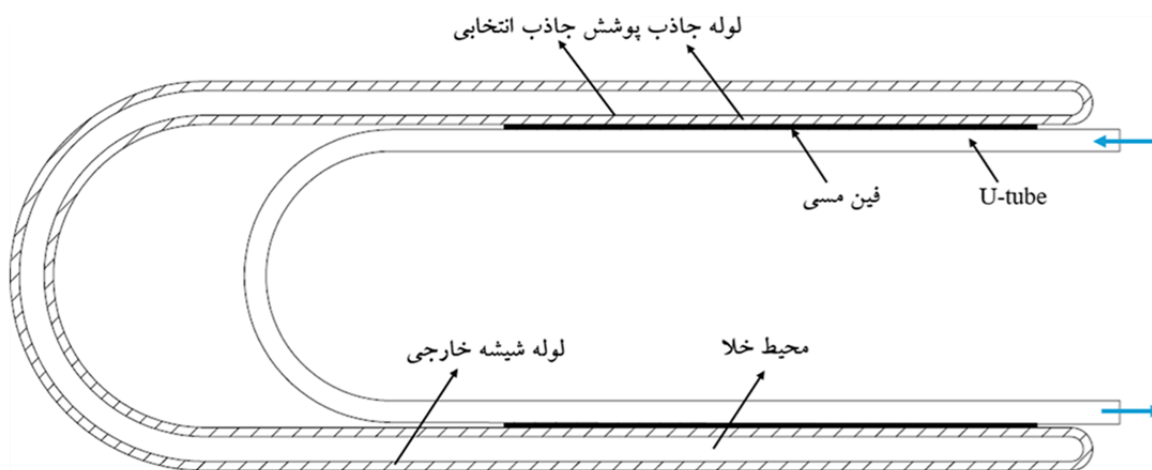 لوله جاذب پوشش جاذب انتخابی
فین مسی
U-tube
لوله شیشه خارجی
محیط خلا